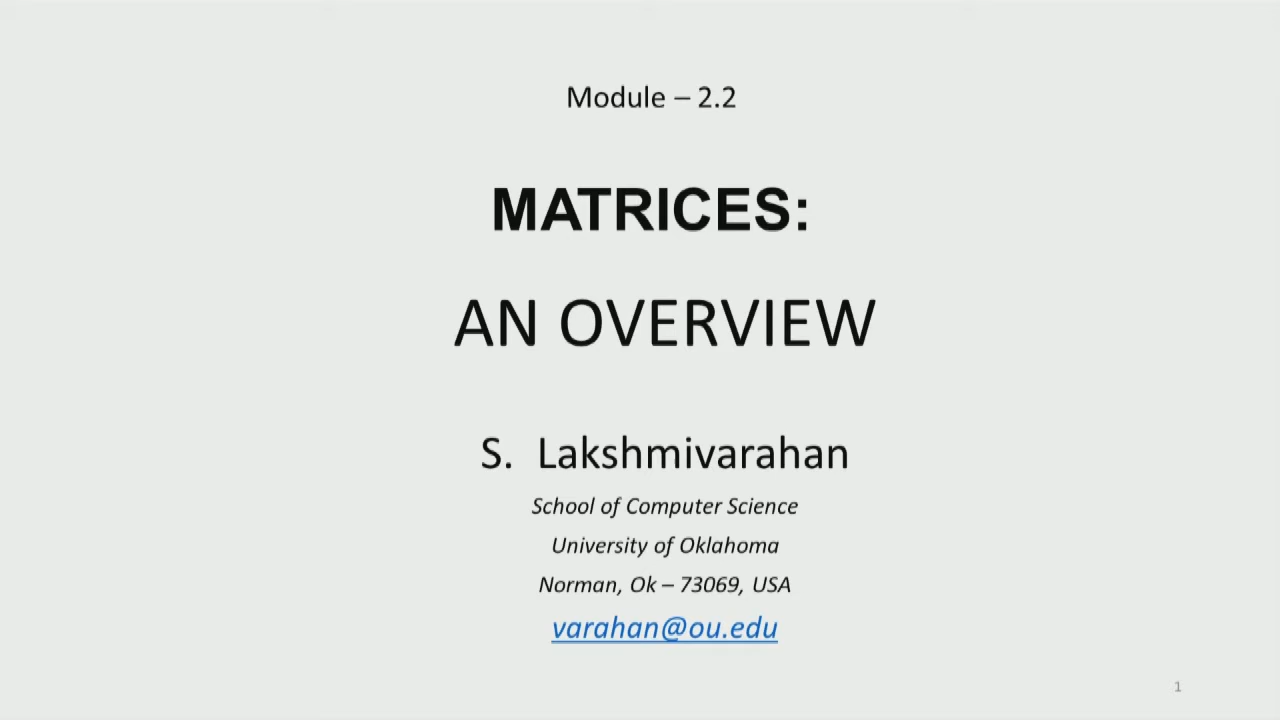 Module – 2.2
MATRICES:
AN OVERVIEW
S. Lakshmivarahan
School of Computer Science
University of Oklahoma
Norman, Ok – 73069, USA
varahan@ou.edu
1